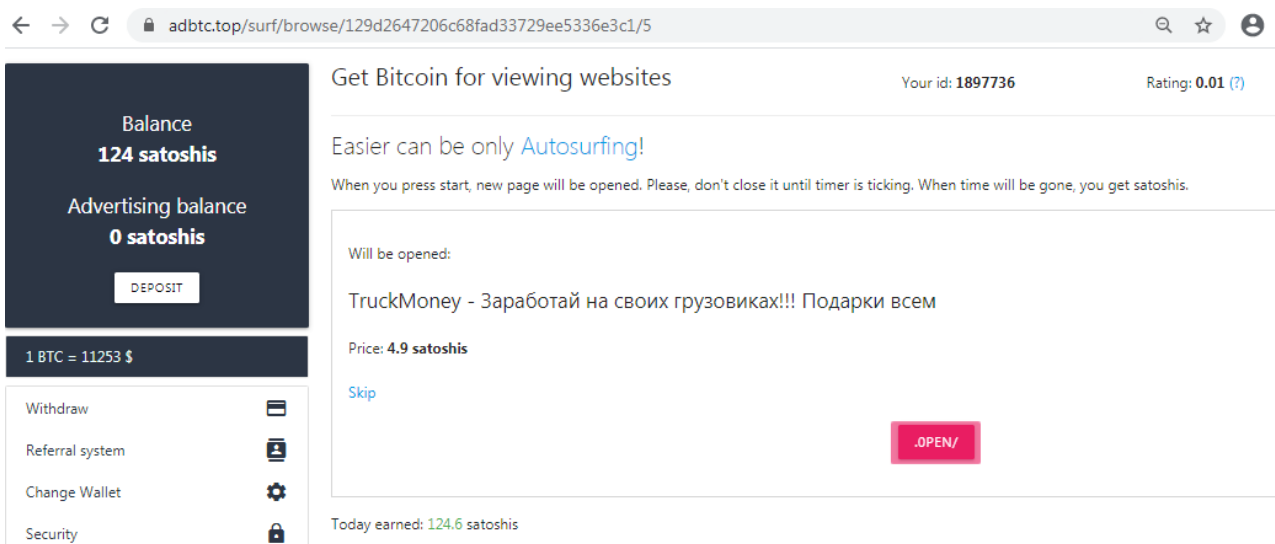 adbtc.top/surf/browse/129d2647206c68fad33729ee5336e3c1/5
Balance
124 satoshis
Advertising balance
0 satoshis
DEPOSIT
1 BTC = 11253 $
Withdraw
Referral system
Change Wallet
Security
Get Bitcoin for viewing websites
Your id: 1897736
Rating: 0.01 (?)
Easier can be only Autosurfing!
When you press start, new page will be opened. Please, don't close it until timer is ticking. When time will be gone, you get satoshis.
Will be opened:
TruckMoney - Заработай на своих грузовиках!!! Подарки всем
Price: 4.9 satoshis
Skip
.0PEN/
Today earned: 124.6 satoshis